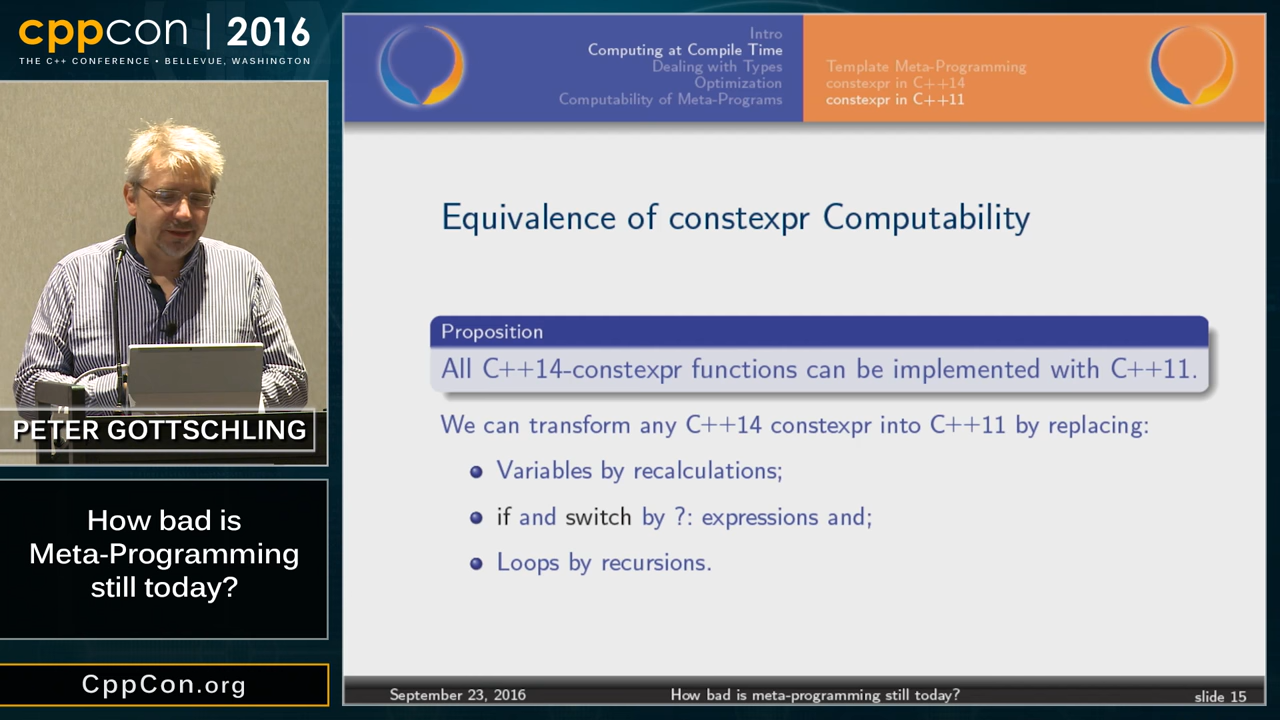 cppcon | 2016
THE C++ CONFERENCE • BELLEVUE, WASHINGTON
PETER GOTTSCHLING
How bad is
Meta-Programming
still today?
CppCon.org
Intro
Computing at Compile Time
Dealing with Types
Optimization
Computability of Meta-Programs
Template Meta-Programming
constexpr in C++14
constexpr in C++11
Equivalence of constexpr Computability
Proposition
All C++14-constexpr functions can be implemented with C++11.
We can transform any C++14 constexpr into C++11 by replacing:
Variables by recalculations;
if and switch by ?: expressions and;
Loops by recursions.
September 23, 2016 How bad is meta-programming still today? slide 15